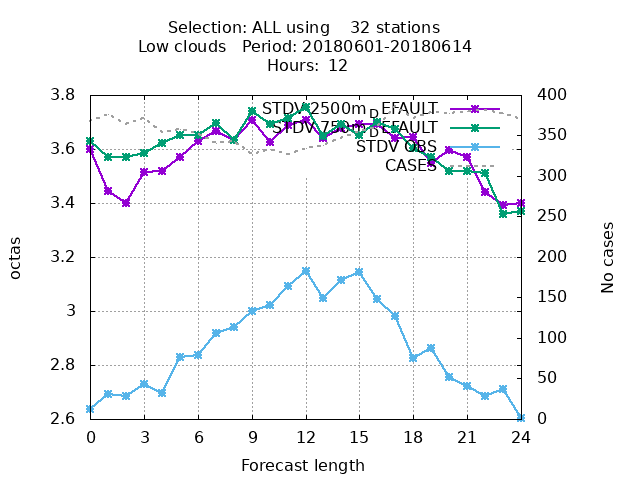 Selection: ALL using 32 stations
Low clouds Period: 20180601-20180614
Hours: 12
3.8
3.6
3.4
3.2
3
2.8
2.6
400
350
300
250
200
150
100
50
0
octas
No cases
STDV 2500m_DEFAULT
STDV OBS
CASES
0 3 6 9 12 15 18 21 24
Forecast length